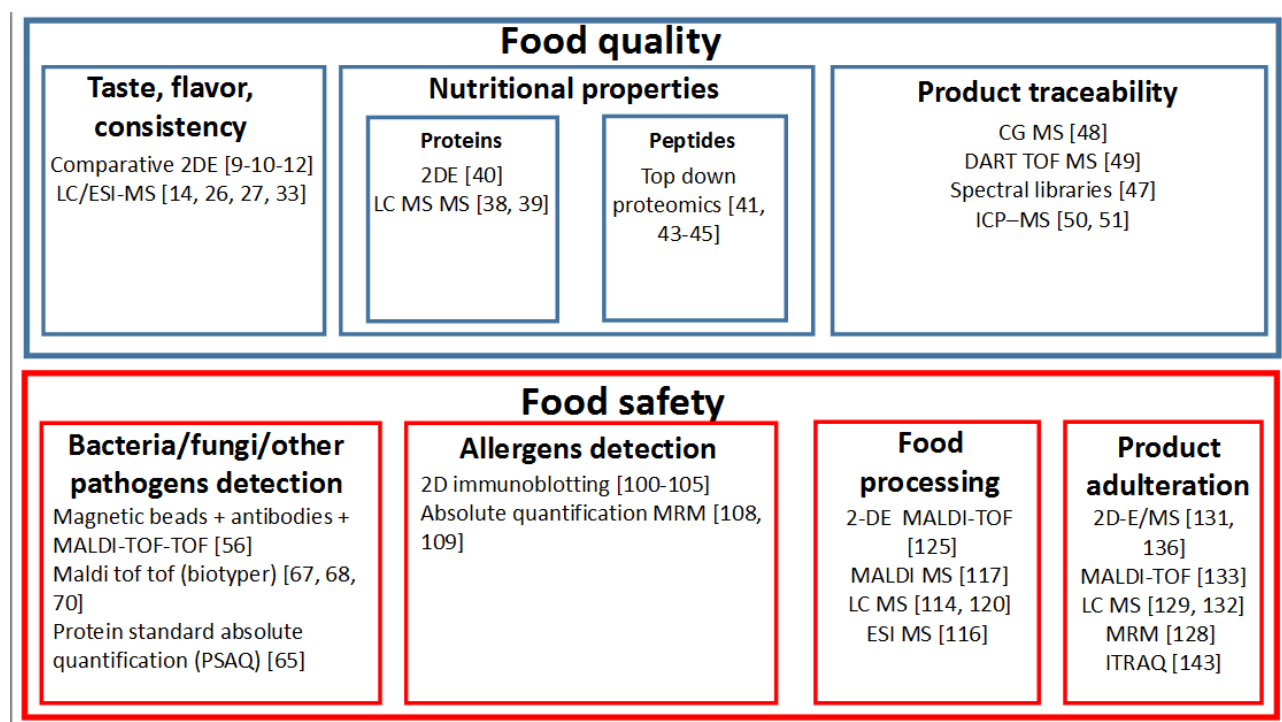 Food quality
Taste, flavor,
consistency
Comparative 2DE [9-10-12]
LC/ESI-MS [14, 26, 27, 33]
Nutritional properties
Proteins
2DE [40]
LC MS MS [38, 39]
Peptides
Top down
proteomics [41,
43-45]
Product traceability
CG MS [48]
DART TOF MS [49]
Spectral libraries [47]
ICP–MS [50, 51]
Food safety
Bacteria/fungi/other
pathogens detection
Magnetic beads + antibodies +
MALDI-TOF-TOF [56]
Maldi tof tof (biotyper) [67, 68,
70]
Protein standard absolute
quantification (PSAQ) [65]
Allergens detection
2D immunoblotting [100-105]
Absolute quantification MRM [108,
109]
Food
processing
2-DE  MALDI-TOF
[125]
MALDI MS [117]
LC MS [114, 120]
ESI MS [116]
Product
adulteration
2D-E/MS [131,
136]
MALDI-TOF [133]
LC MS [129, 132]
MRM [128]
ITRAQ [143]